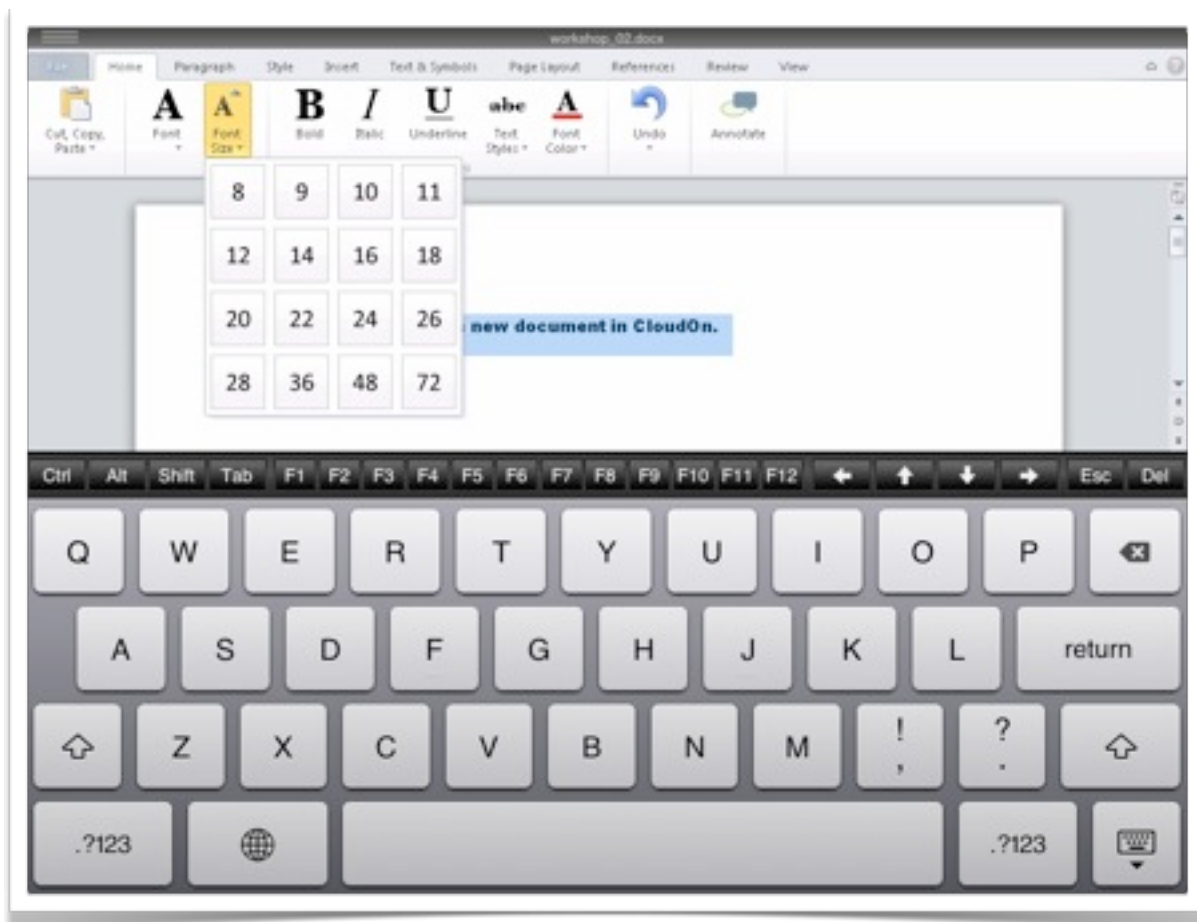 workshop_02.docx
File Home Paragraph Style Insert Text & Symbols Page Layout References Review View
Cut, Copy, Paste
A Font
A Font Size
B Bold
I Italic
U Underline
abc Text Styles
A Font Color
Undo
Annotate
8 9 10 11
12 14 16 18
20 22 24 26
28 36 48 72
new document in CloudOn.
Ctrl Alt Shift Tab F1 F2 F3 F4 F5 F6 F7 F8 F9 F10 F11 F12 Esc Del
Q W E R T Y U I O P
A S D F G H J K L return
Z X C V B N M ! , ? .
.?123 .?123